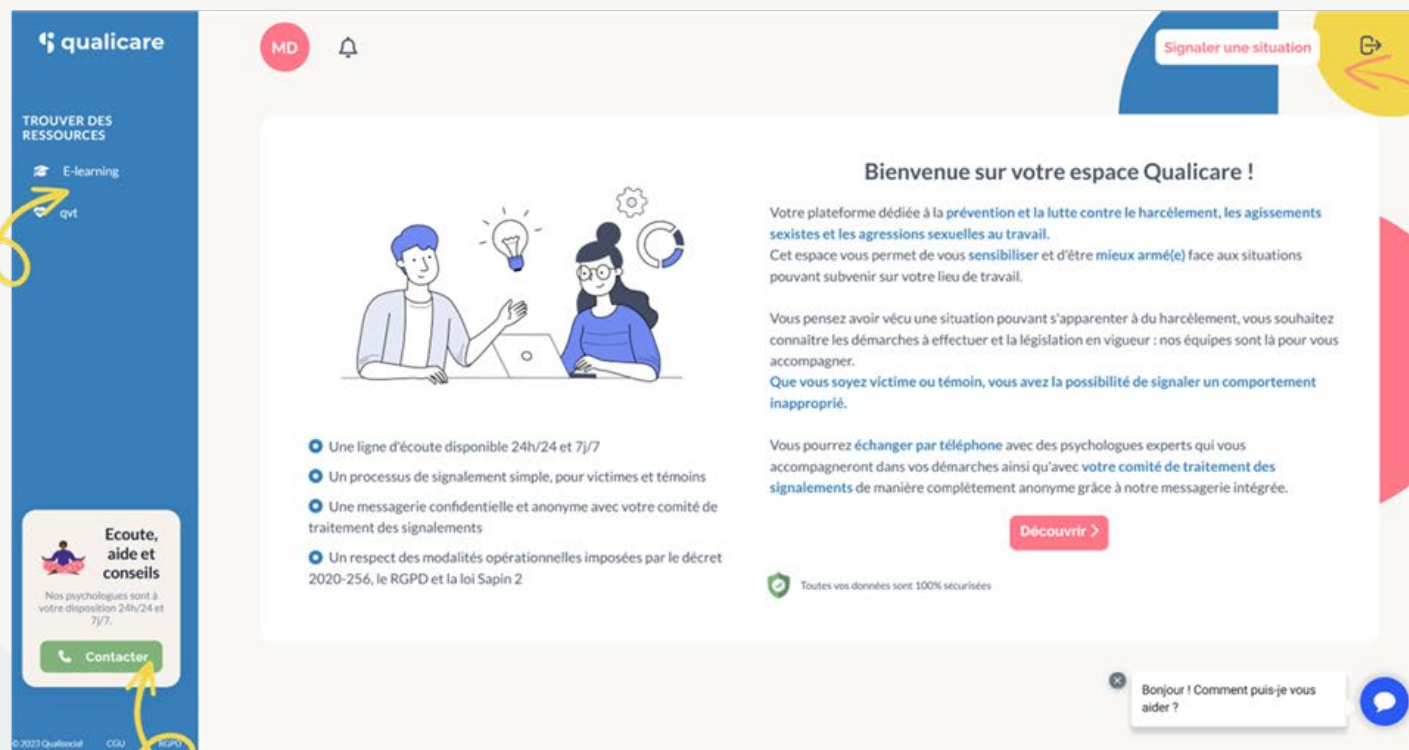 qualicare
MD
Signaler une situation
TROUVER DES
RESSOURCES
E-learning
qvt
Ecoute,
aide et
conseils
Nos psychologues sont à
votre disposition 24h/24 et
7j/7.
Contacter
© 2023 Qualisocial CGU RGPD
Une ligne d'écoute disponible 24h/24 et 7j/7
Un processus de signalement simple, pour victimes et témoins
Une messagerie confidentielle et anonyme avec votre comité de
traitement des signalements
Un respect des modalités opérationnelles imposées par le décret
2020-256, le RGPD et la loi Sapin 2
Bienvenue sur votre espace Qualicare !
Votre plateforme dédiée à la prévention et la lutte contre le harcèlement, les agissements
sexistes et les agressions sexuelles au travail.
Cet espace vous permet de vous sensibiliser et d'être mieux armé(e) face aux situations
pouvant subvenir sur votre lieu de travail.
Vous pensez avoir vécu une situation pouvant s'apparenter à du harcèlement, vous souhaitez
connaître les démarches à effectuer et la législation en vigueur : nos équipes sont là pour vous
accompagner.
Que vous soyez victime ou témoin, vous avez la possibilité de signaler un comportement
inapproprié.
Vous pourrez échanger par téléphone avec des psychologues experts qui vous
accompagneront dans vos démarches ainsi qu'avec votre comité de traitement des
signalements de manière complètement anonyme grâce à notre messagerie intégrée.
Découvrir
Toutes vos données sont 100% sécurisées
Bonjour ! Comment puis-je vous
aider ?